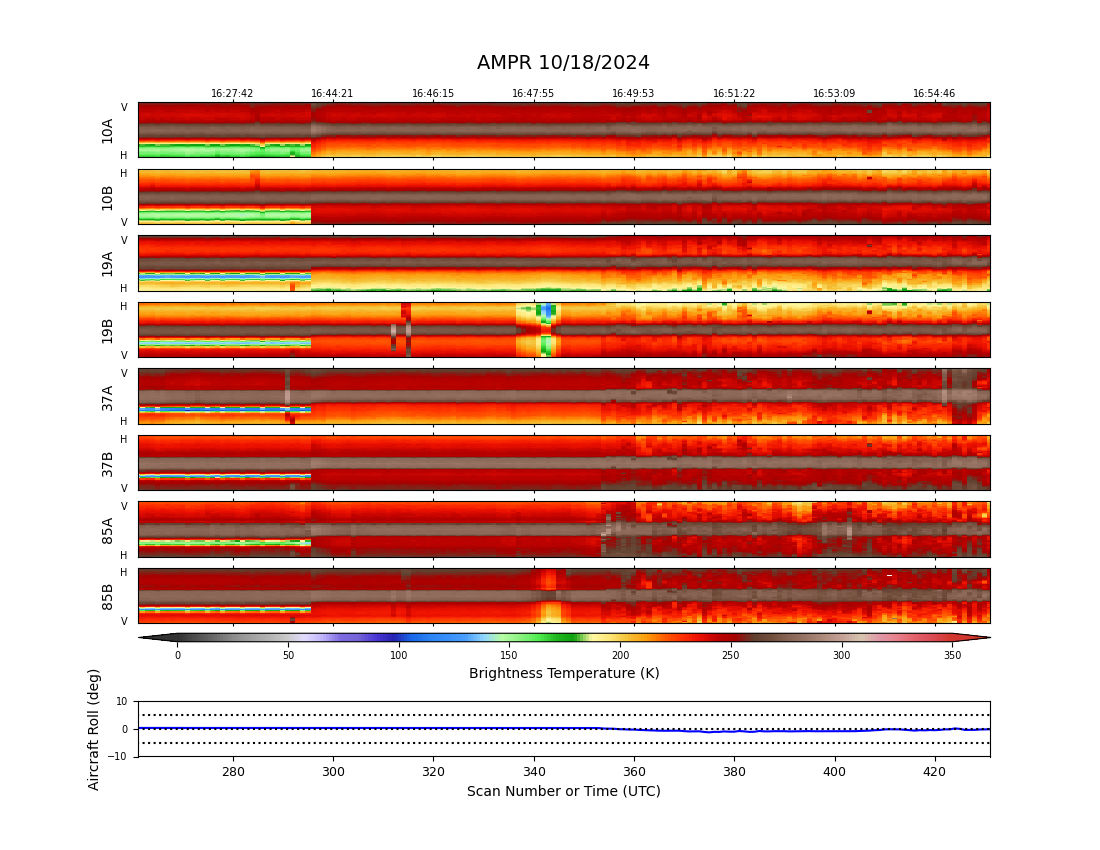 AMPR 10/18/2024
16:27:42 16:44:21 16:46:15 16:47:55 16:49:53 16:51:22 16:53:09 16:54:46
V
10A
H
H
10B
V
V
19A
H
H
19B
V
V
37A
H
H
37B
V
V
85A
H
H
85B
V
0 50 100 150 200 250 300 350
Brightness Temperature (K)
Aircraft Roll (deg)
10
0
−10
280 300 320 340 360 380 400 420
Scan Number or Time (UTC)